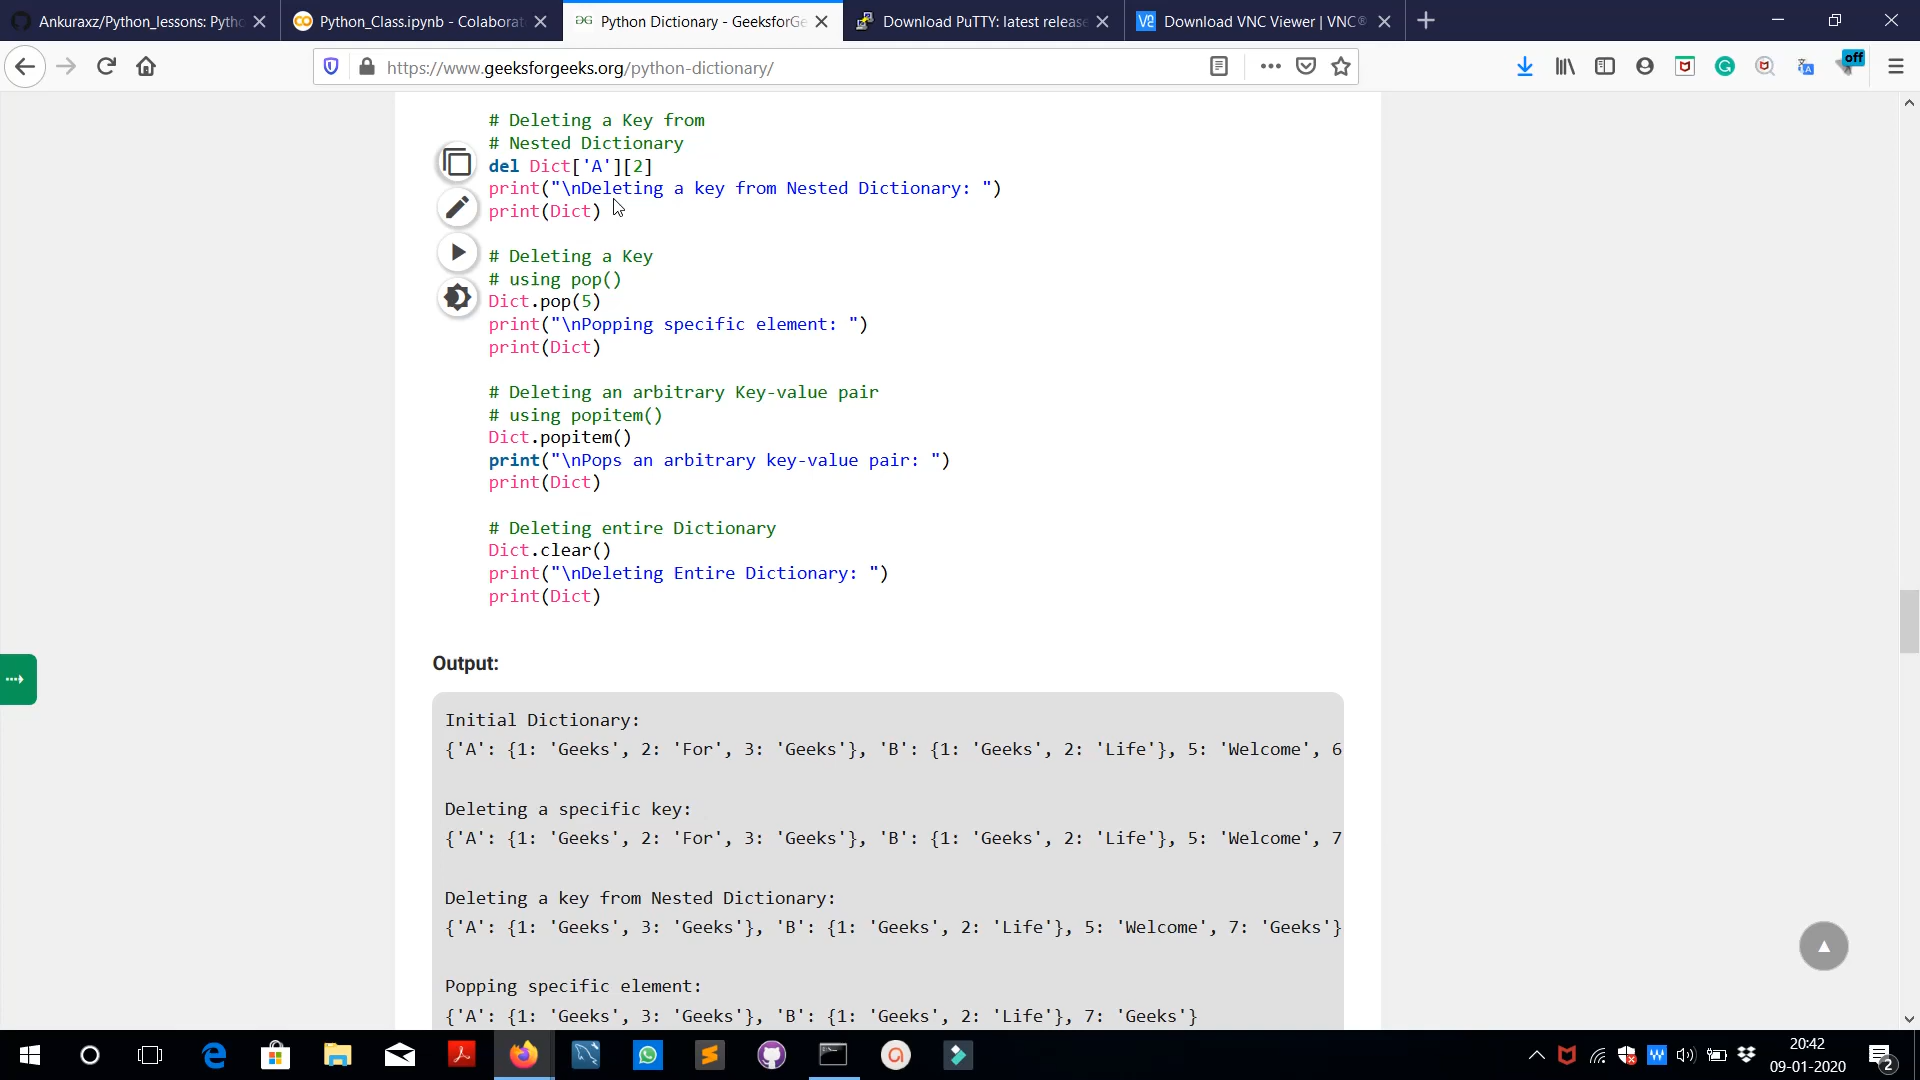 Ankuraxz/Python_lessons: Pytho
Python_Class.ipynb - Colaborat
Python Dictionary - GeeksforGe
Download PuTTY: latest release
Download VNC Viewer | VNC®
https://www.geeksforgeeks.org/python-dictionary/
off
# Deleting a Key from
# Nested Dictionary
del Dict['A'][2]
print("\nDeleting a key from Nested Dictionary: ")
print(Dict)
# Deleting a Key
# using pop()
Dict.pop(5)
print("\nPopping specific element: ")
print(Dict)
# Deleting an arbitrary Key-value pair
# using popitem()
Dict.popitem()
print("\nPops an arbitrary key-value pair: ")
print(Dict)
# Deleting entire Dictionary
Dict.clear()
print("\nDeleting Entire Dictionary: ")
print(Dict)
Output:
Initial Dictionary:
{'A': {1: 'Geeks', 2: 'For', 3: 'Geeks'}, 'B': {1: 'Geeks', 2: 'Life'}, 5: 'Welcome', 6
Deleting a specific key:
{'A': {1: 'Geeks', 2: 'For', 3: 'Geeks'}, 'B': {1: 'Geeks', 2: 'Life'}, 5: 'Welcome', 7
Deleting a key from Nested Dictionary:
{'A': {1: 'Geeks', 3: 'Geeks'}, 'B': {1: 'Geeks', 2: 'Life'}, 5: 'Welcome', 7: 'Geeks'}
Popping specific element:
{'A': {1: 'Geeks', 3: 'Geeks'}, 'B': {1: 'Geeks', 2: 'Life'}, 7: 'Geeks'}
20:42
09-01-2020
2